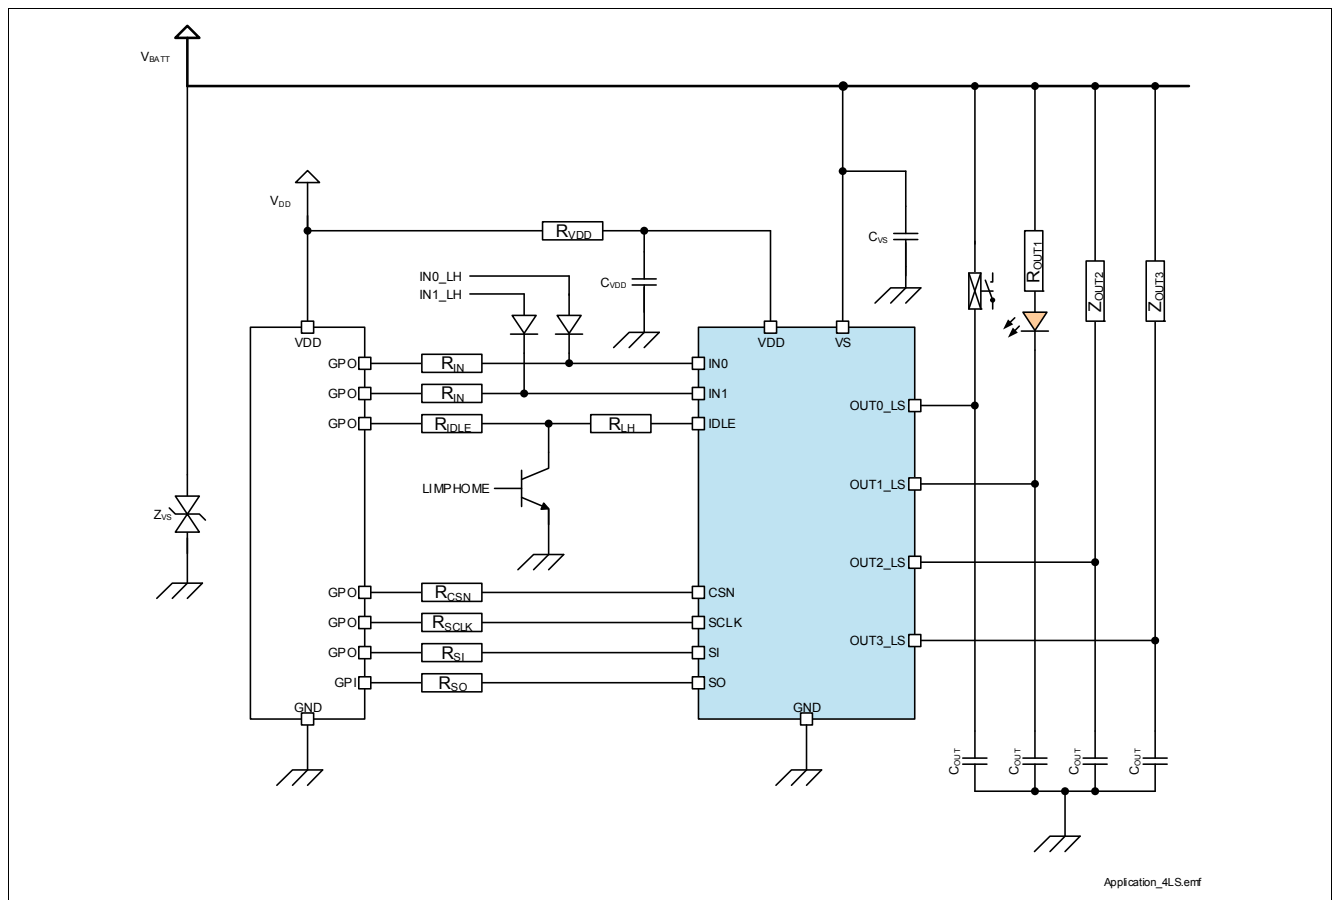 VBATT
VDD
RVDD
CVS
IN0_LH
IN1_LH
CVDD
ROUT1
ZOUT2
ZOUT3
VDD
VDD
VS
GPO
RIN
IN0
GPO
RIN
IN1
GPO
RIDLE
RLH
IDLE
OUT0_LS
LIMPHOME
OUT1_LS
ZVS
OUT2_LS
GPO
RCSN
CSN
GPO
RSCLK
SCLK
OUT3_LS
GPO
RSI
SI
GPI
RSO
SO
GND
GND
COUT
COUT
COUT
COUT
Application_4LS.emf